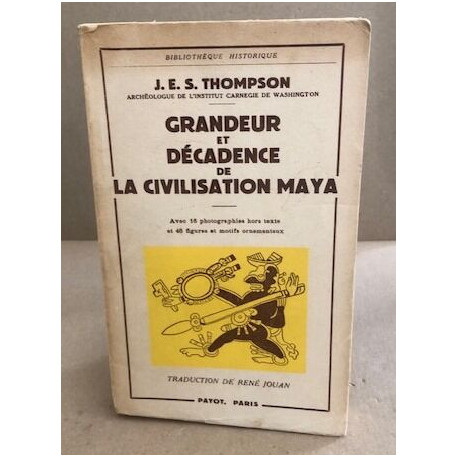 BIBLIOTHÈQUE HISTORIQUE
J. E. S. THOMPSON
ARCHÉOLOGUE DE L'INSTITUT CARNEGIE DE WASHINGTON
GRANDEUR
ET
DÉCADENCE
DE
LA CIVILISATION MAYA
Avec 18 photographies hors texte
et 46 figures et motifs ornementaux
TRADUCTION DE RENÉ JOUAN
PAYOT, PARIS